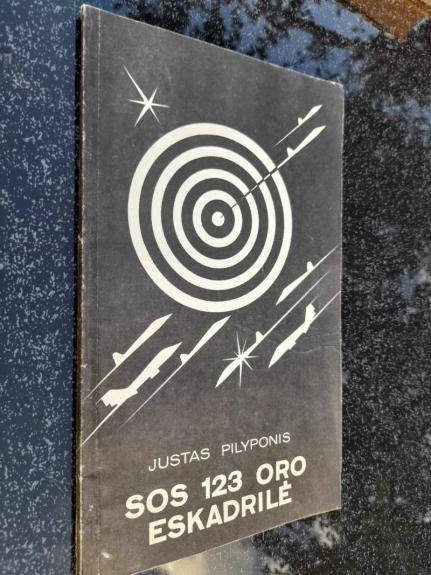 JUSTAS PILYPONIS
SOS 123 ORO
ESKADRILĖ